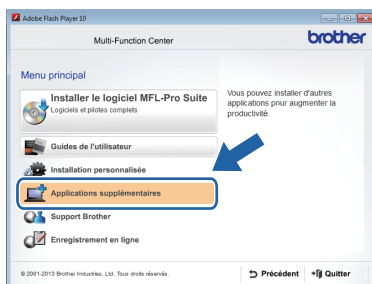 Adobe Flash Player 10
Multi-Function Center
brother
Menu principal
Installer le logiciel MFL-Pro Suite
Logiciels et pilotes complets
Vous pouvez installer d'autres
applications pour augmenter la
productivité.
Guides de l'utilisateur
Installation personnalisée
Applications supplémentaires
Support Brother
Enregistrement en ligne
© 2001-2013 Brother Industries, Ltd. Tous droits réservés.
Précédent
Quitter